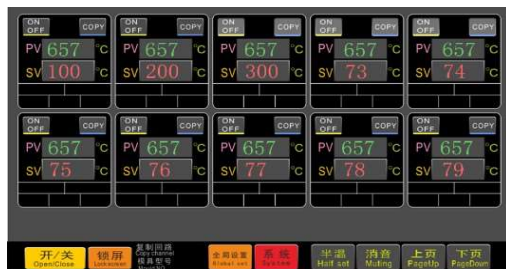 ON OFF COPY ON OFF COPY ON OFF COPY ON OFF COPY ON OFF COPY
PV 657 °C PV 657 °C PV 657 °C PV 657 °C PV 657 °C
SV 100 °C SV 200 °C SV 300 °C SV 73 °C SV 74 °C
ON OFF COPY ON OFF COPY ON OFF COPY ON OFF COPY ON OFF COPY
PV 657 °C PV 657 °C PV 657 °C PV 657 °C PV 657 °C
SV 75 °C SV 76 °C SV 77 °C SV 78 °C SV 79 °C
开/关 锁屏 复制回路 全局设置 系统 半温 消音 上页 下页
Open/Close Lockscreen Copy channel Global set System Half set Muting PageUp PageDown
模具型号